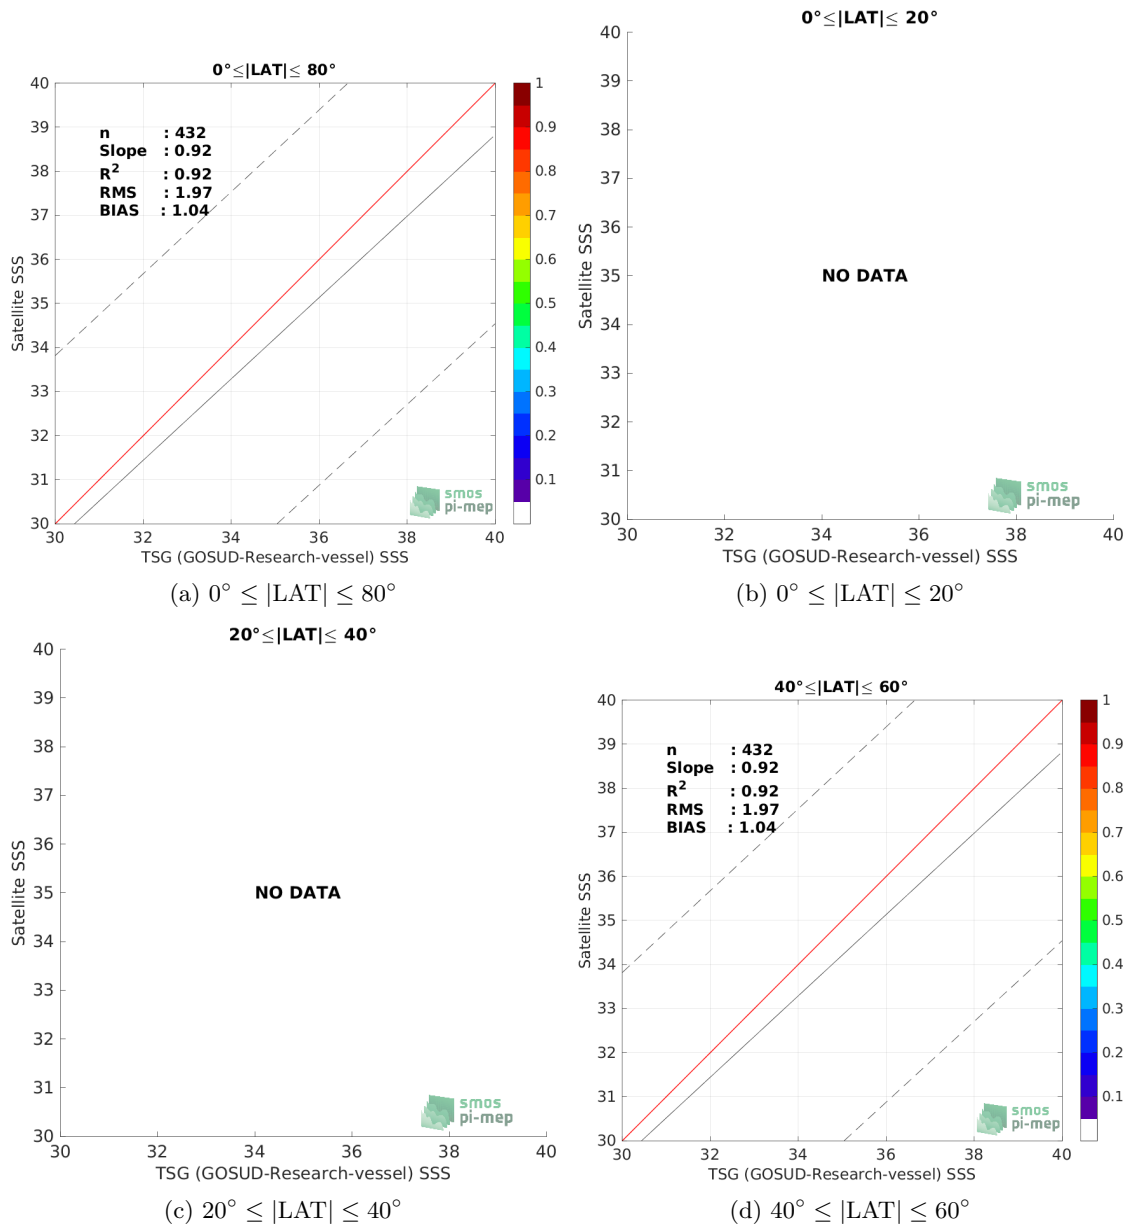 0°≤|LAT|≤ 80°
40
39
38
37
36
35
34
33
32
31
30
Satellite SSS
n : 432
Slope : 0.92
R² : 0.92
RMS : 1.97
BIAS : 1.04
smos
pi-mep
30 32 34 36 38 40
TSG (GOSUD-Research-vessel) SSS
1
0.9
0.8
0.7
0.6
0.5
0.4
0.3
0.2
0.1
(a) 0° ≤ |LAT| ≤ 80°
0°≤|LAT|≤ 20°
40
39
38
37
36
35
34
33
32
31
30
Satellite SSS
NO DATA
smos
pi-mep
30 32 34 36 38 40
TSG (GOSUD-Research-vessel) SSS
(b) 0° ≤ |LAT| ≤ 20°
20°≤|LAT|≤ 40°
40
39
38
37
36
35
34
33
32
31
30
Satellite SSS
NO DATA
smos
pi-mep
30 32 34 36 38 40
TSG (GOSUD-Research-vessel) SSS
(c) 20° ≤ |LAT| ≤ 40°
40°≤|LAT|≤ 60°
40
39
38
37
36
35
34
33
32
31
30
Satellite SSS
n : 432
Slope : 0.92
R² : 0.92
RMS : 1.97
BIAS : 1.04
smos
pi-mep
30 32 34 36 38 40
TSG (GOSUD-Research-vessel) SSS
1
0.9
0.8
0.7
0.6
0.5
0.4
0.3
0.2
0.1
(d) 40° ≤ |LAT| ≤ 60°